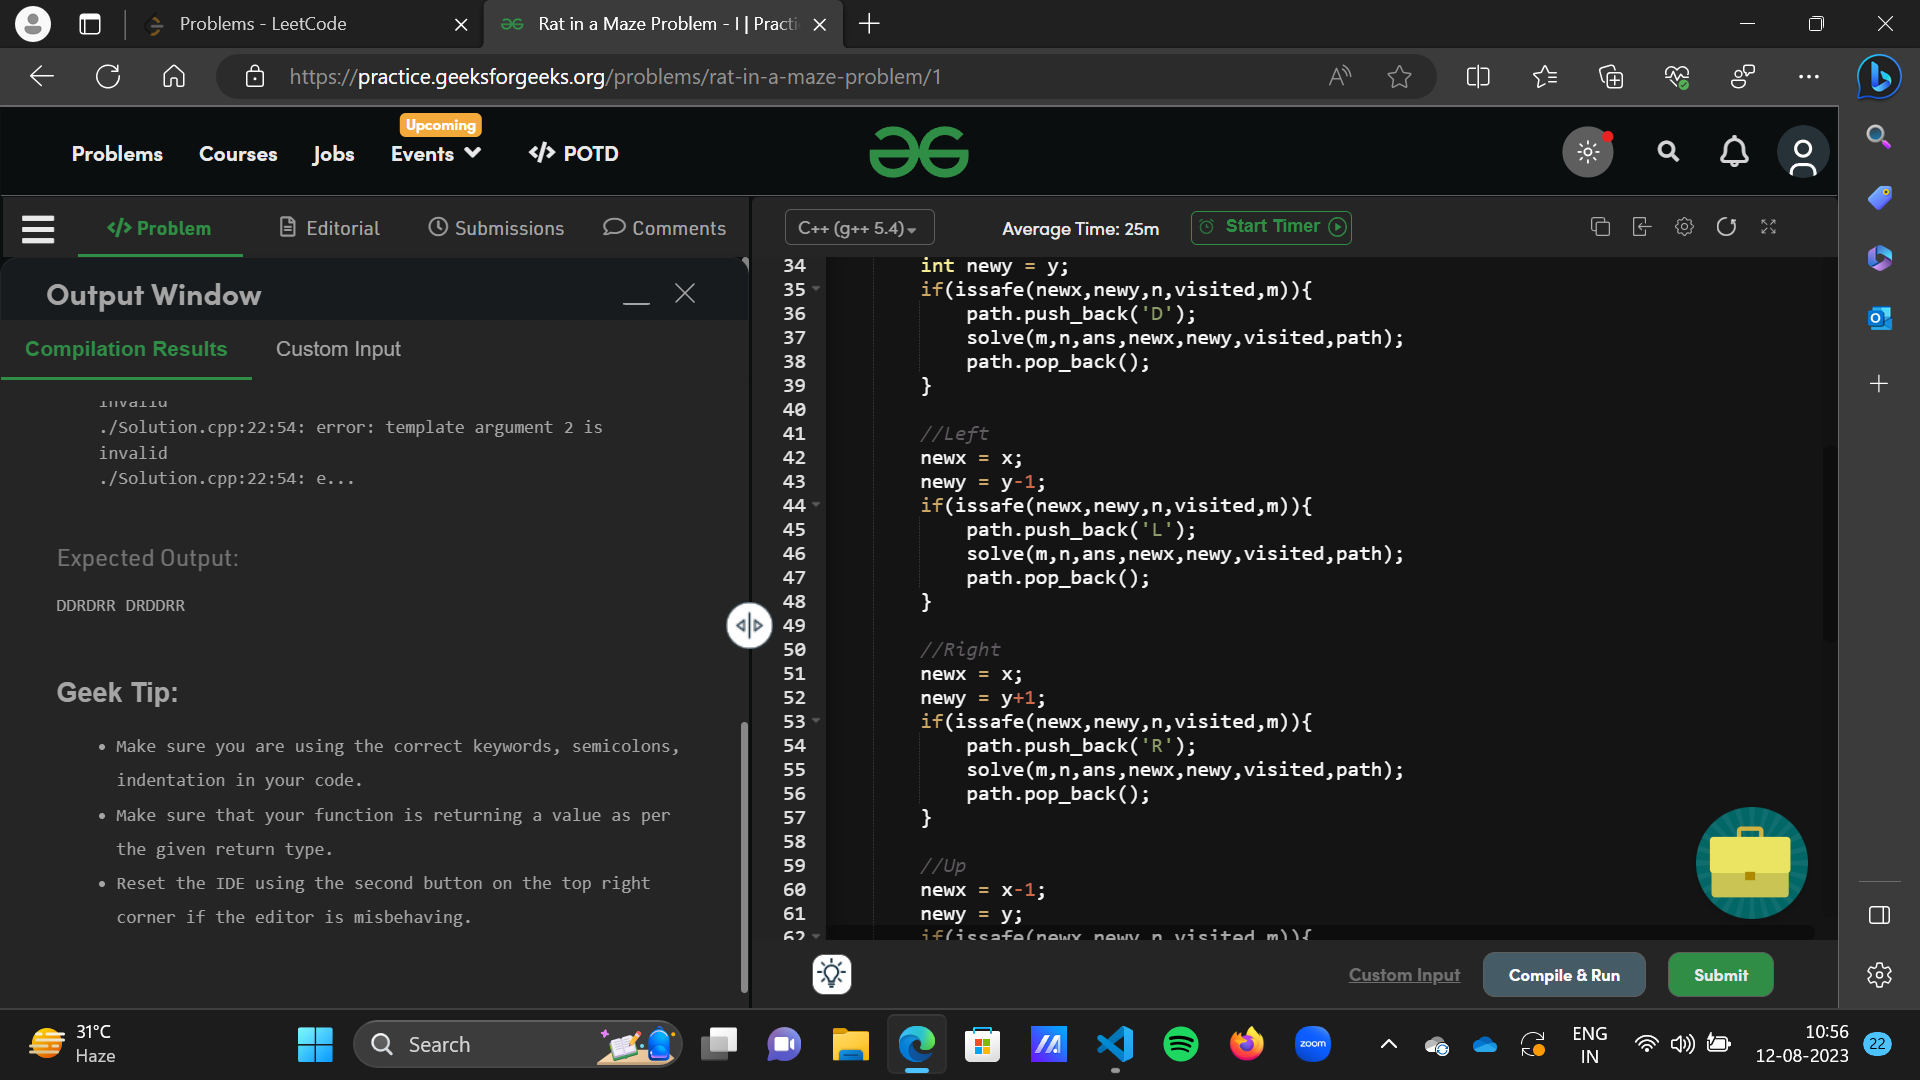 Problems - LeetCode
Rat in a Maze Problem - I | Practi
https://practice.geeksforgeeks.org/problems/rat-in-a-maze-problem/1
Upcoming
Problems Courses Jobs Events </> POTD
</> Problem Editorial Submissions Comments
C++ (g++ 5.4) Average Time: 25m Start Timer
Output Window
Compilation Results Custom Input
invalid
./Solution.cpp:22:54: error: template argument 2 is
invalid
./Solution.cpp:22:54: e...
Expected Output:
DDRDRR DRDDRR
Geek Tip:
• Make sure you are using the correct keywords, semicolons,
indentation in your code.
• Make sure that your function is returning a value as per
the given return type.
• Reset the IDE using the second button on the top right
corner if the editor is misbehaving.
34 int newy = y;
35 if(issafe(newx,newy,n,visited,m)){
36 path.push_back('D');
37 solve(m,n,ans,newx,newy,visited,path);
38 path.pop_back();
39 }
40
41 //Left
42 newx = x;
43 newy = y-1;
44 if(issafe(newx,newy,n,visited,m)){
45 path.push_back('L');
46 solve(m,n,ans,newx,newy,visited,path);
47 path.pop_back();
48 }
49
50 //Right
51 newx = x;
52 newy = y+1;
53 if(issafe(newx,newy,n,visited,m)){
54 path.push_back('R');
55 solve(m,n,ans,newx,newy,visited,path);
56 path.pop_back();
57 }
58
59 //Up
60 newx = x-1;
61 newy = y;
62 if(issafe(newx,newy,n,visited,m)){
Custom Input Compile & Run Submit
31°C
Haze
Search
zoom
ENG
IN
10:56
12-08-2023
22